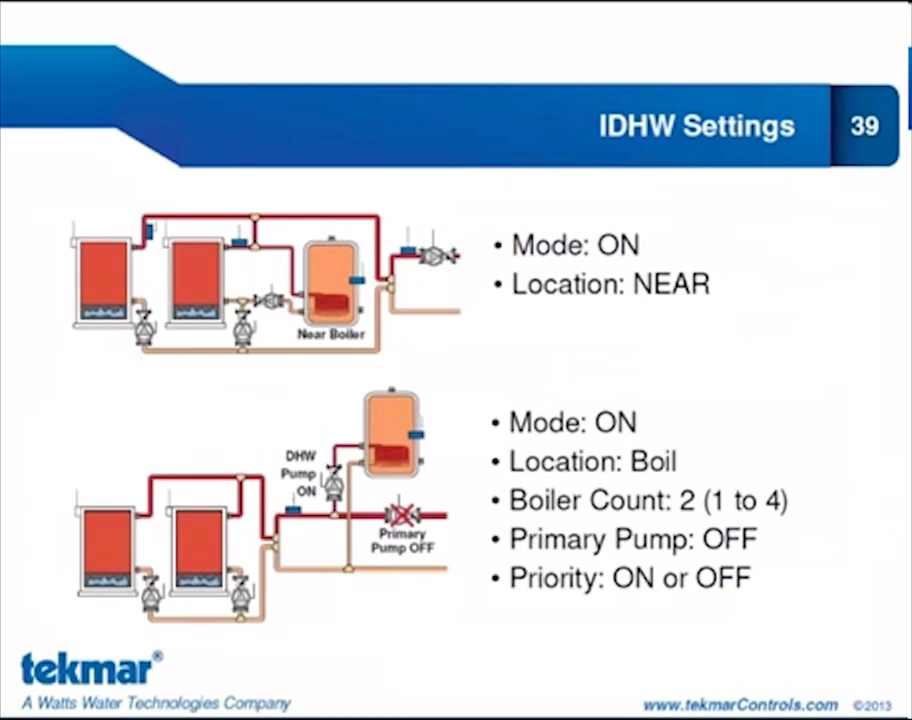 IDHW Settings
39
• Mode: ON
• Location: NEAR
Near Boiler
• Mode: ON
• Location: Boil
• Boiler Count: 2 (1 to 4)
• Primary Pump: OFF
• Priority: ON or OFF
DHW
Pump
ON
Primary
Pump OFF
tekmar®
A Watts Water Technologies Company
www.tekmarControls.com
©2013